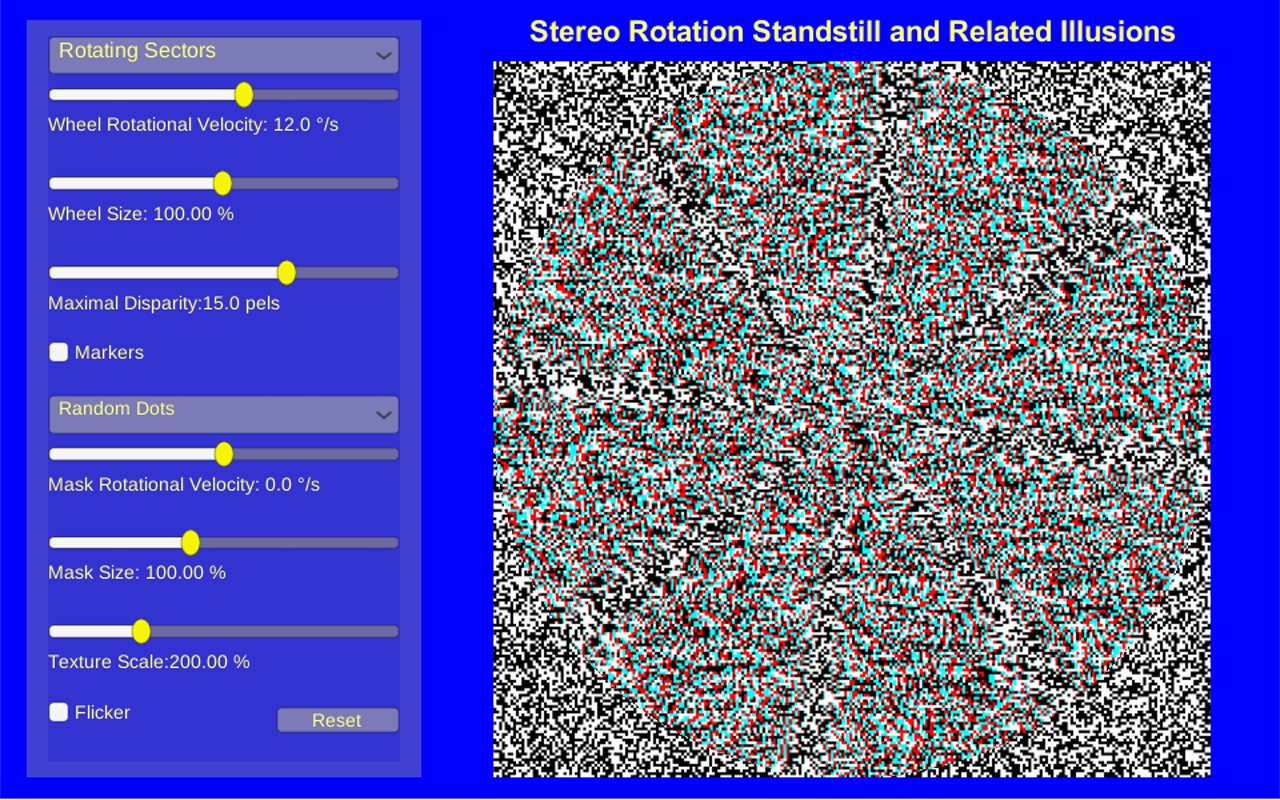 Stereo Rotation Standstill and Related Illusions
Rotating Sectors
Wheel Rotational Velocity: 12.0 °/s
Wheel Size: 100.00 %
Maximal Disparity:15.0 pels
Markers
Random Dots
Mask Rotational Velocity: 0.0 °/s
Mask Size: 100.00 %
Texture Scale:200.00 %
Flicker
Reset